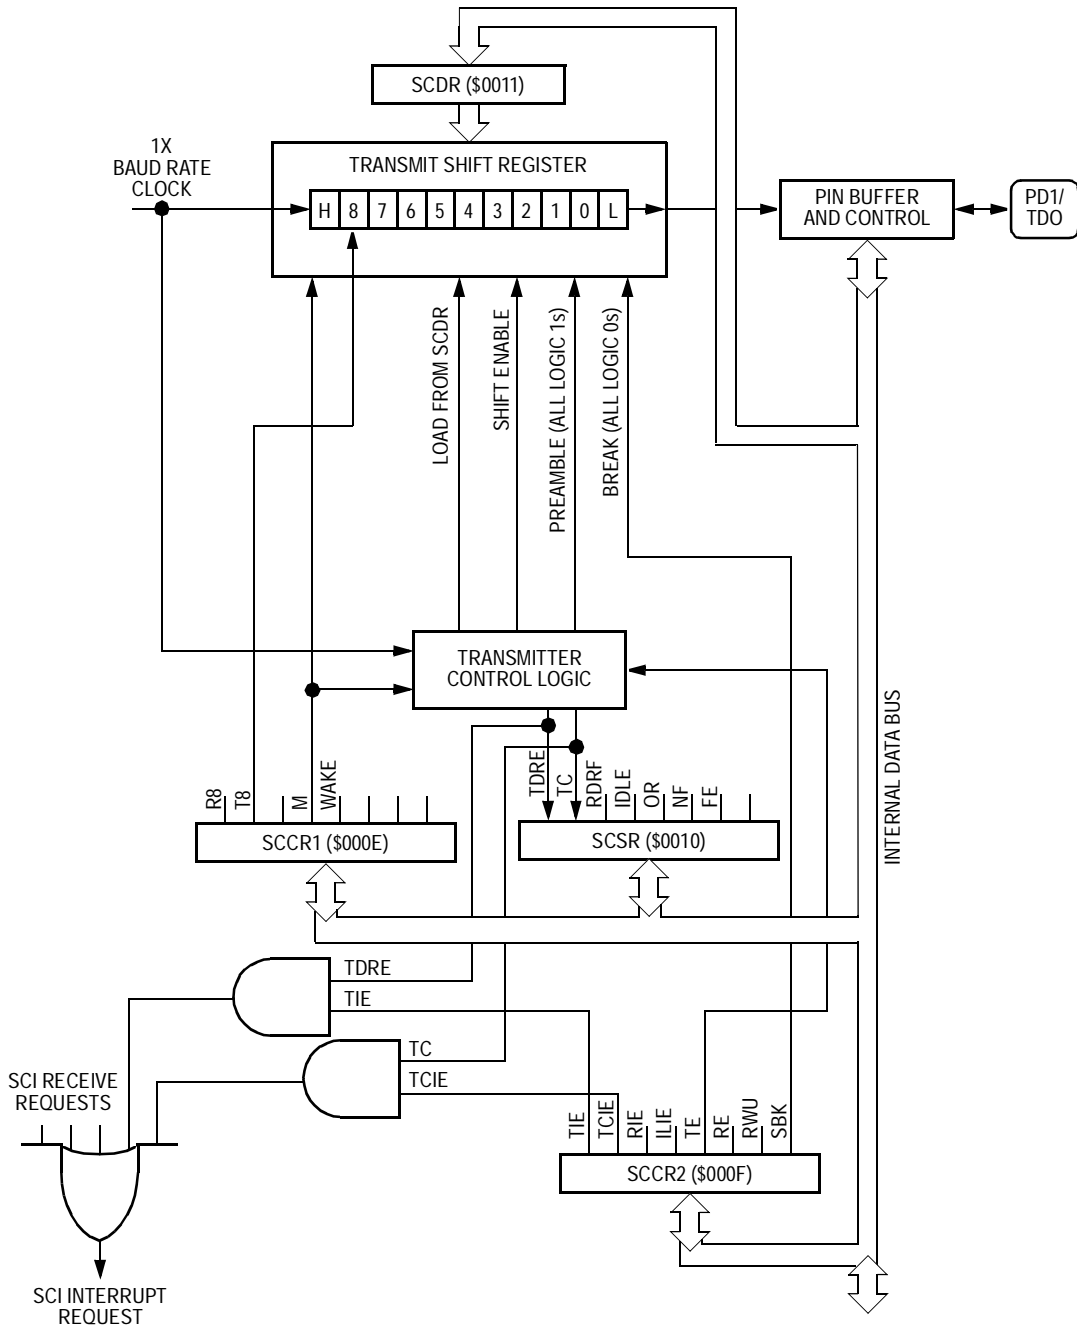 SCDR ($0011)
1X
BAUD RATE
CLOCK
TRANSMIT SHIFT REGISTER
H 8 7 6 5 4 3 2 1 0 L
PIN BUFFER
AND CONTROL
PD1/
TDO
LOAD FROM SCDR
SHIFT ENABLE
PREAMBLE (ALL LOGIC 1s)
BREAK (ALL LOGIC 0s)
TRANSMITTER
CONTROL LOGIC
INTERNAL DATA BUS
R8
T8
M
WAKE
SCCR1 ($000E)
TDRE
TC
RDRF
IDLE
OR
NF
FE
SCSR ($0010)
TDRE
TIE
TC
TCIE
SCI RECEIVE
REQUESTS
TIE
TCIE
RIE
ILIE
TE
RE
RWU
SBK
SCCR2 ($000F)
SCI INTERRUPT
REQUEST